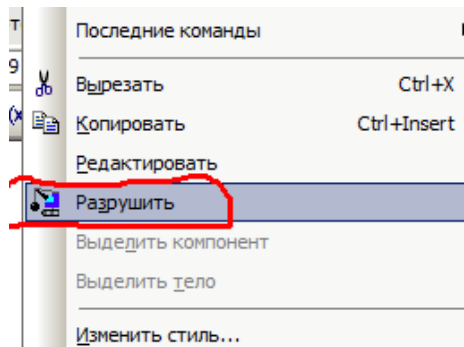 Последние команды
Вырезать Ctrl+X
Копировать Ctrl+Insert
Редактировать
Разрушить
Выделить компонент
Выделить тело
Изменить стиль...